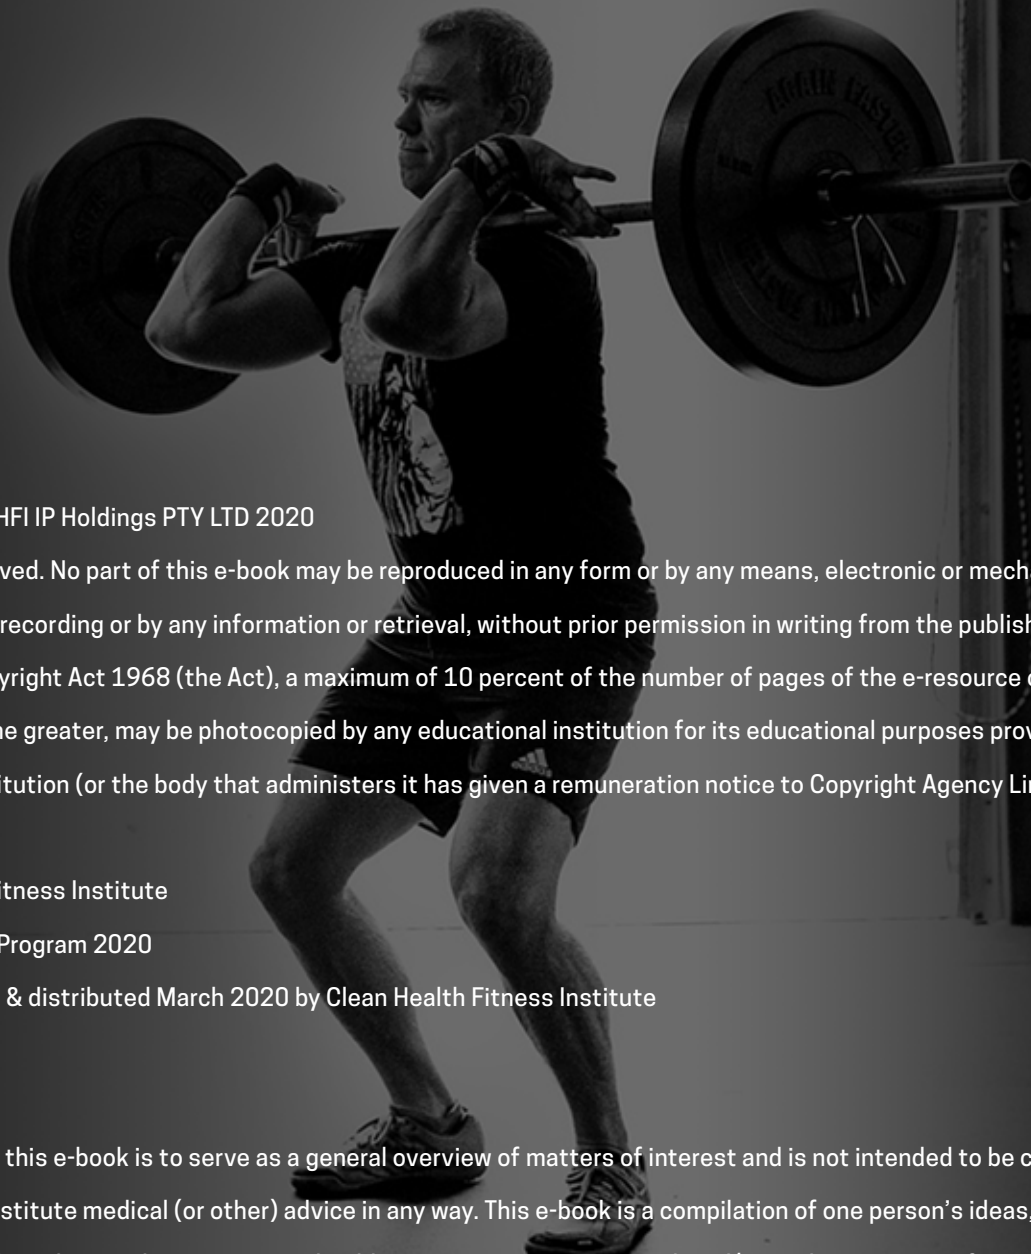 AGAIN FASTER
HFI IP Holdings PTY LTD 2020
ved. No part of this e-book may be reproduced in any form or by any means, electronic or mech
recording or by any information or retrieval, without prior permission in writing from the publish
yright Act 1968 (the Act), a maximum of 10 percent of the number of pages of the e-resource
he greater, may be photocopied by any educational institution for its educational purposes prov
itution (or the body that administers it has given a remuneration notice to Copyright Agency Li
itness Institute
Program 2020
& distributed March 2020 by Clean Health Fitness Institute
this e-book is to serve as a general overview of matters of interest and is not intended to be c
stitute medical (or other) advice in any way. This e-book is a compilation of one person's ideas,